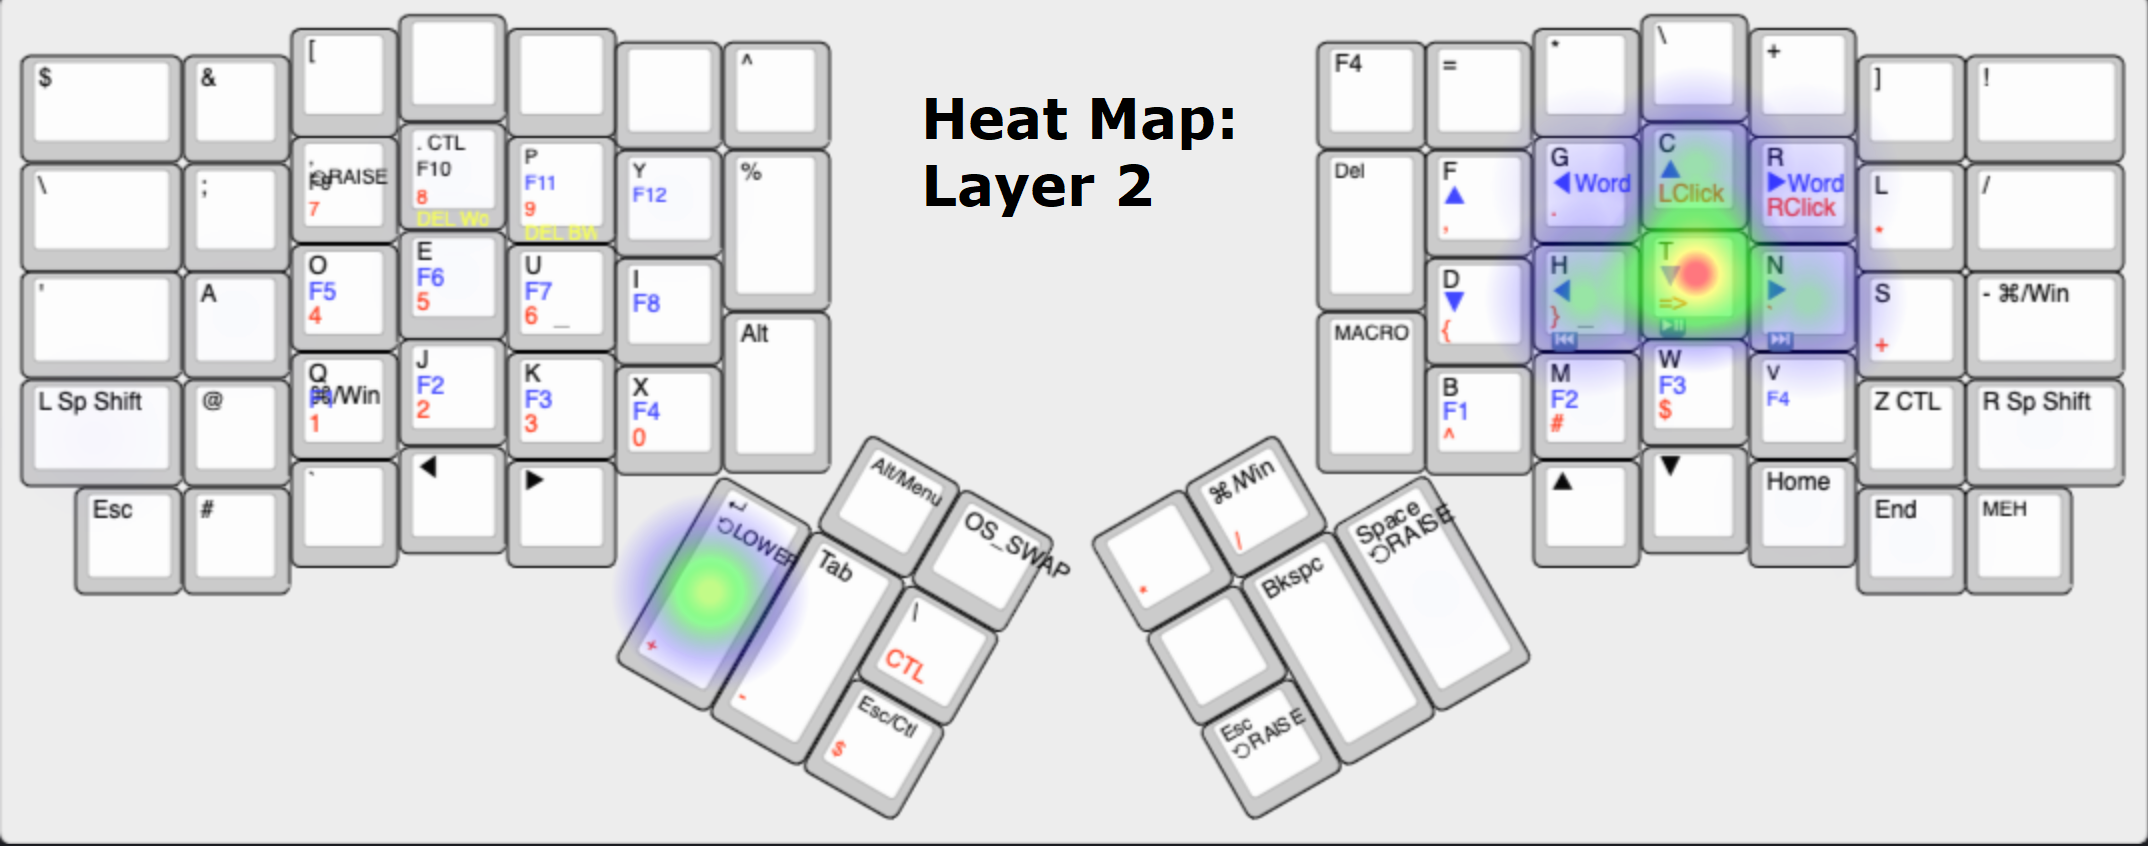 Heat Map:
Layer 2
$
&
[
^
\
;
,
F9
⟲RAISE
7
. CTL
F10
8
DEL Wo
P
F11
9
DEL BW
Y
F12
%
'
A
O
F5
4
E
F6
5
U
F7
6 _
I
F8
Alt
L Sp Shift
@
Q
F1
⌘/Win
1
J
F2
2
K
F3
3
X
F4
0
Esc
#
`
◀
▶
↵
⟲LOWER
+
Tab
-
Alt/Menu
OS_SWAP
|
CTL
Esc/Ctl
$
F4
=
*
\
+
]
!
Del
F
▲
,
G
◀Word
.
C
▲
LClick
R
▶Word
RClick
L
*
/
MACRO
D
▼
{
H
◀
} _
⏮
T
▼
=>
⏯
N
▶
`
⏭
S
+
- ⌘/Win
B
F1
^
M
F2
#
W
F3
$
V
F4
Z CTL
R Sp Shift
▲
▼
Home
End
MEH
*
⌘/Win
|
Bkspc
Space
⟲RAISE
Esc
⟲RAISE